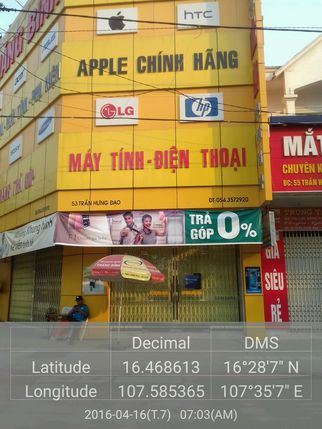 hTC
APPLE CHÍNH HÃNG
LG
hp
MÁY TÍNH - ĐIỆN THOẠI
53 TRẦN HƯNG ĐẠO
ĐT: 054.3572920
TRẢ GÓP 0%
MẮT
CHUYÊN K
ĐC: 55 TRẦN H
GIÁ
SIÊU
RẺ
Decimal DMS
Latitude 16.468613 16°28'7" N
Longitude 107.585365 107°35'7" E
2016-04-16(T.7) 07:03(AM)